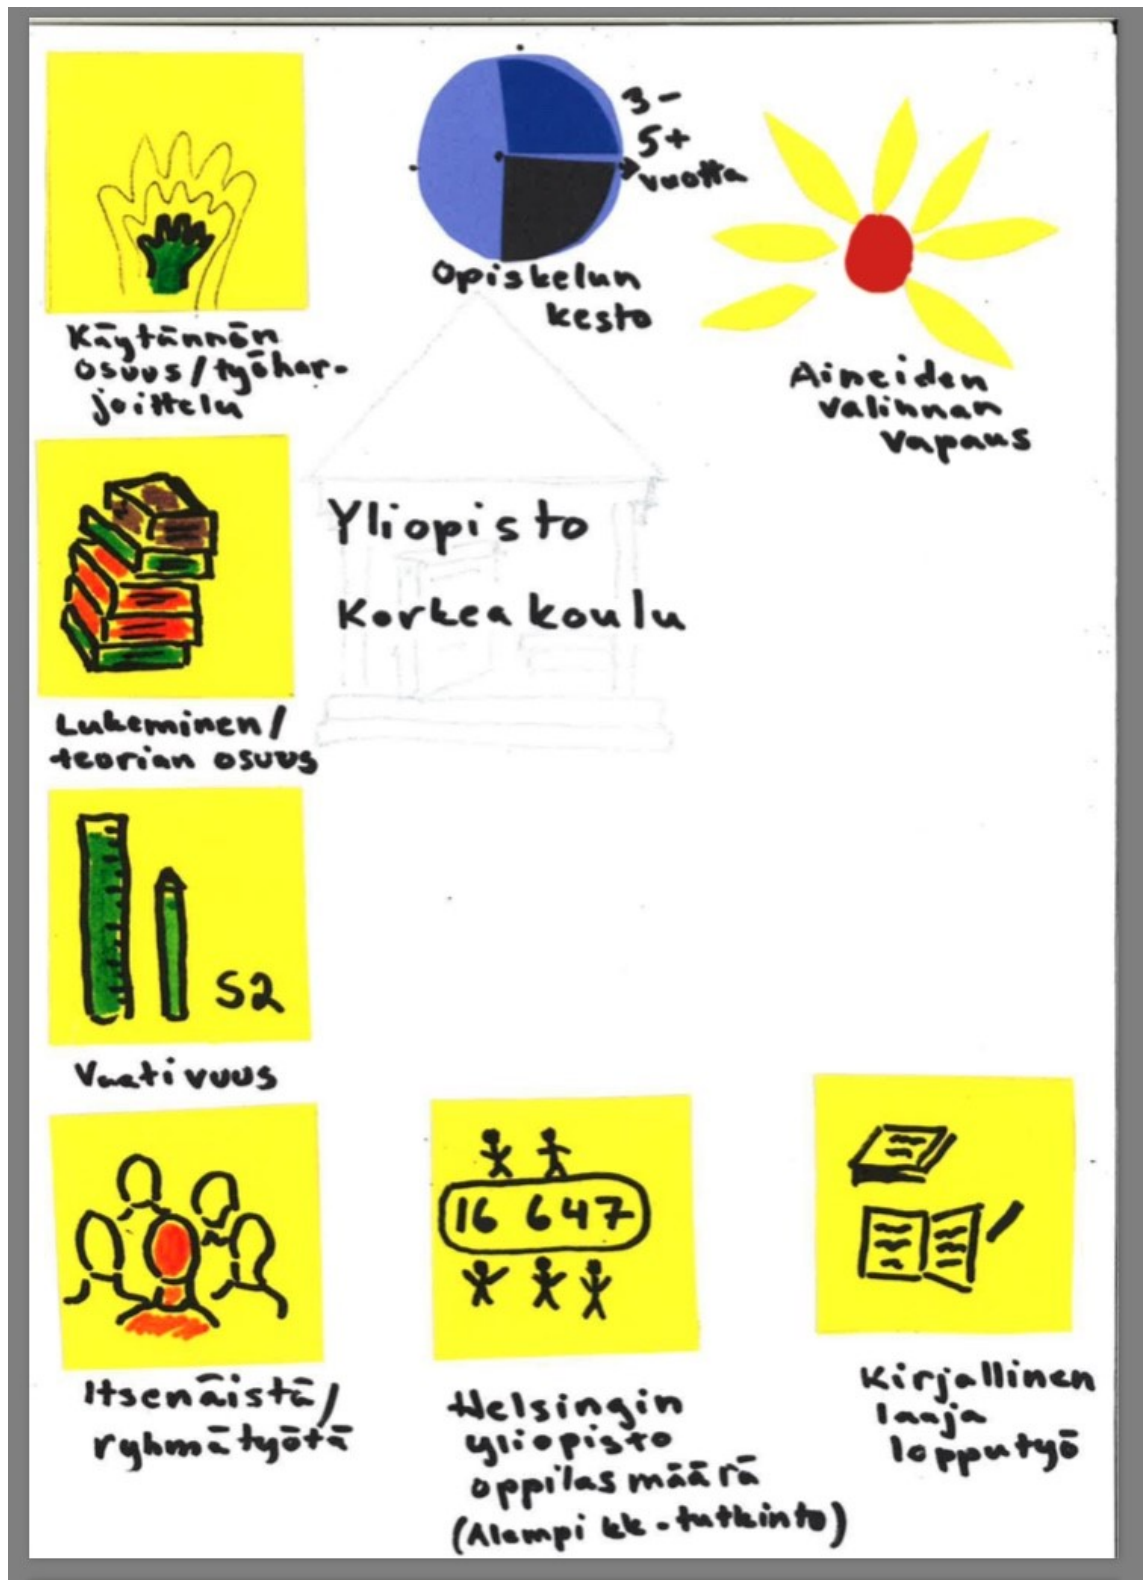 3-
5+
vuotta
Opiskelun
kesto
Käytännön
osuus/työhar-
joittelu
Aineiden
valinnan
vapaus
Yliopisto
Korkeakoulu
Lukeminen/
teorian osuus
S2
Vaativuus
16 647
Itsenäistä/
ryhmätyötä
Helsingin
yliopisto
oppilasmäärä
(Alempi kk-tutkinto)
Kirjallinen
laaja
lopputyö